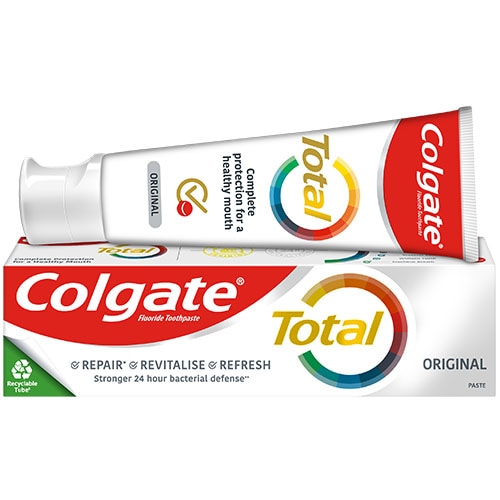 Colgate®
Fluoride Toothpaste
Total
Complete
protection for a
healthy mouth
ORIGINAL
Complete Protection
for a Healthy Mouth
Colgate®
Fluoride Toothpaste
Total
REPAIR* REVITALISE REFRESH
Stronger 24 hour bacterial defense**
ORIGINAL
PASTE
Recyclable
Tube†